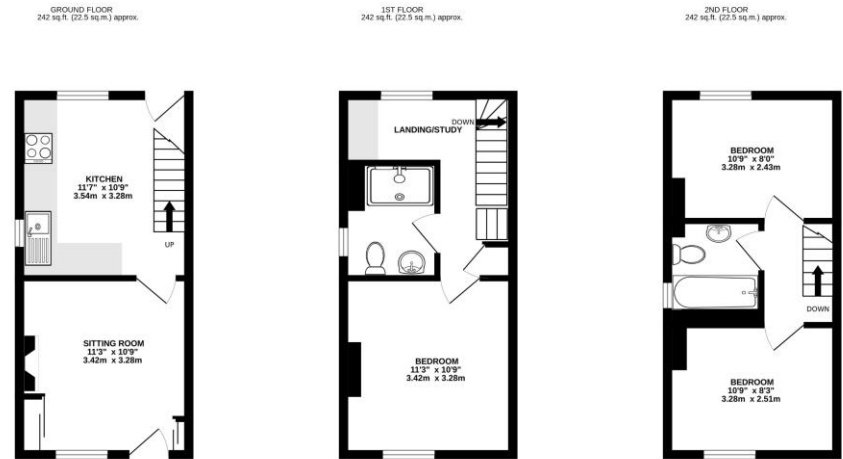 GROUND FLOOR
242 sq.ft. (22.5 sq.m.) approx.
1ST FLOOR
242 sq.ft. (22.5 sq.m.) approx.
2ND FLOOR
242 sq.ft. (22.5 sq.m.) approx.
KITCHEN
11'7" x 10'9"
3.54m x 3.28m
UP
SITTING ROOM
11'3" x 10'9"
3.42m x 3.28m
DOWN
LANDING/STUDY
BEDROOM
11'3" x 10'9"
3.42m x 3.28m
BEDROOM
10'9" x 8'0"
3.28m x 2.43m
DOWN
BEDROOM
10'9" x 8'3"
3.28m x 2.51m